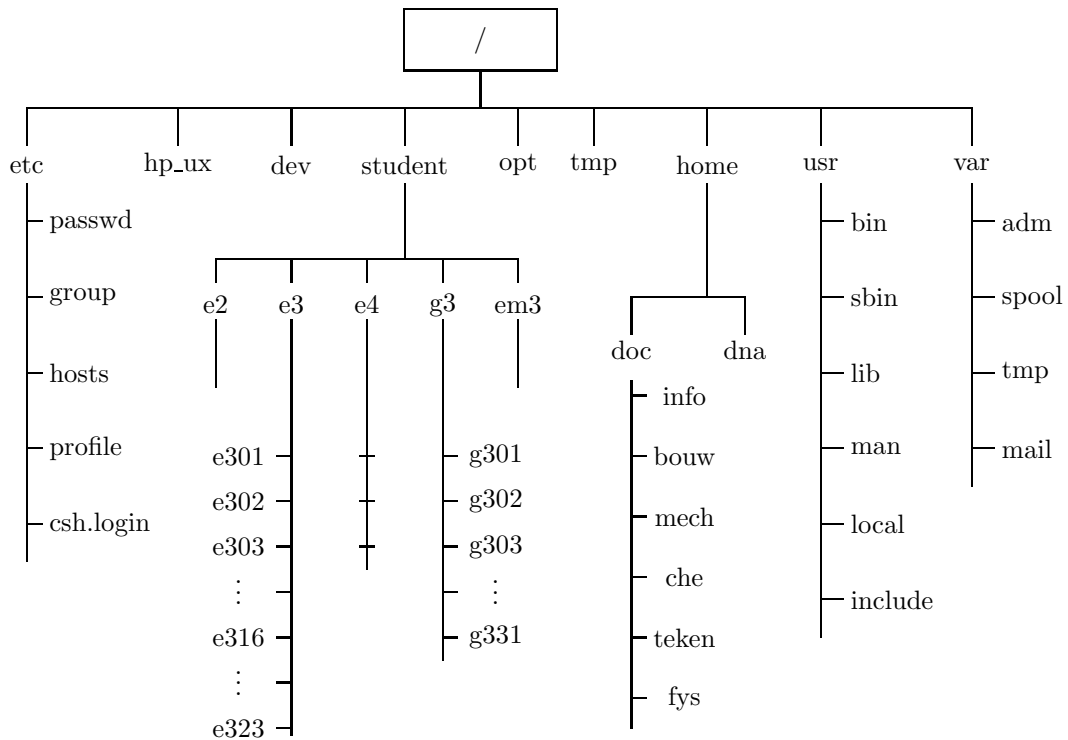 /
etc hp_ux dev student opt tmp home usr var
passwd bin adm
group e2 e3 e4 g3 em3 sbin spool
doc dna
hosts lib tmp
info
profile e301 g301 bouw man mail
csh.login e302 g302 mech local
e303 g303
⋮ ⋮ che include
e316 g331 teken
⋮ fys
e323